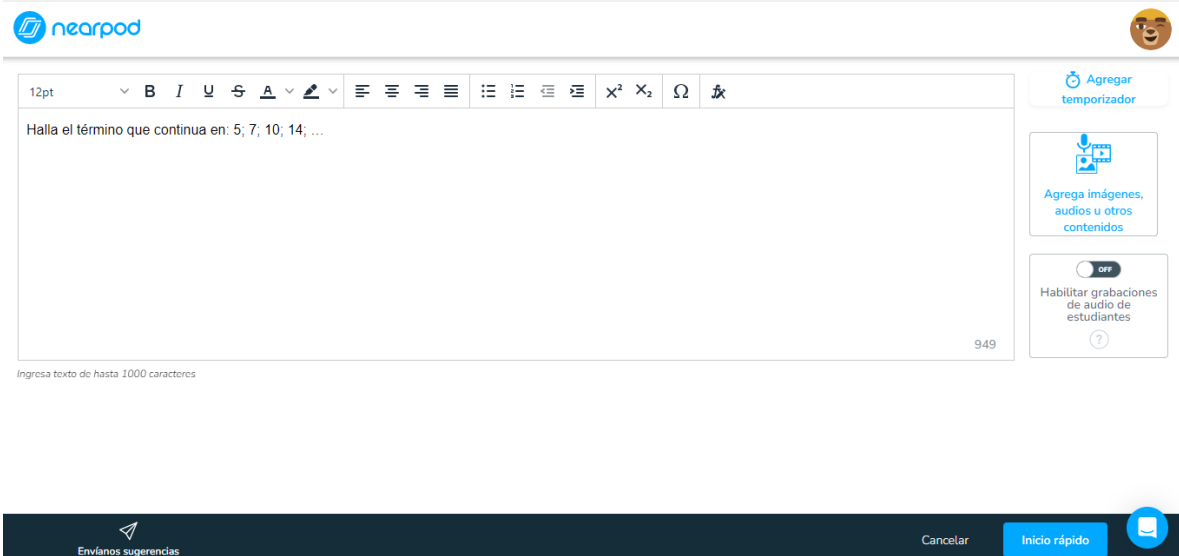 nearpod
12pt
B I U S A
X² X₂ Ω fx
Agregar
temporizador
Halla el término que continua en: 5; 7; 10; 14; …
949
Agrega imágenes,
audios u otros
contenidos
OFF
Habilitar grabaciones
de audio de
estudiantes
?
Ingresa texto de hasta 1000 caracteres
Envíanos sugerencias
Cancelar
Inicio rápido